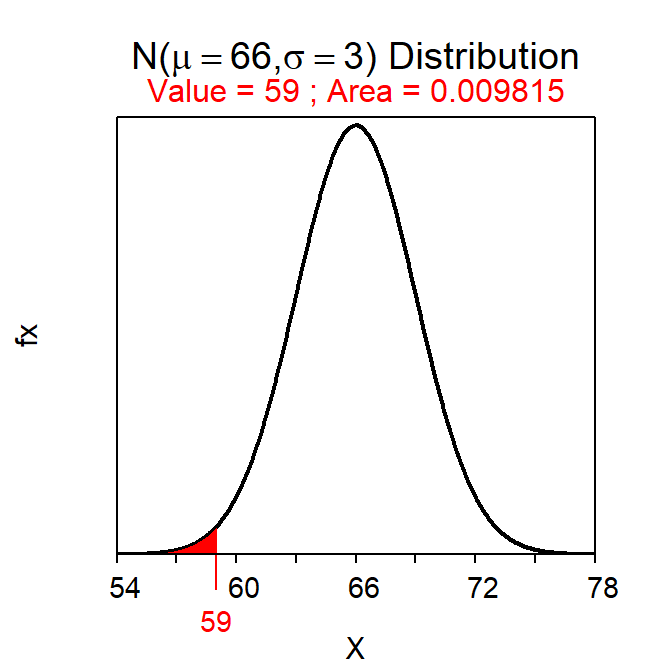 N(μ = 66,σ = 3) Distribution
Value = 59 ; Area = 0.009815
fx
54 60 66 72 78
59
X